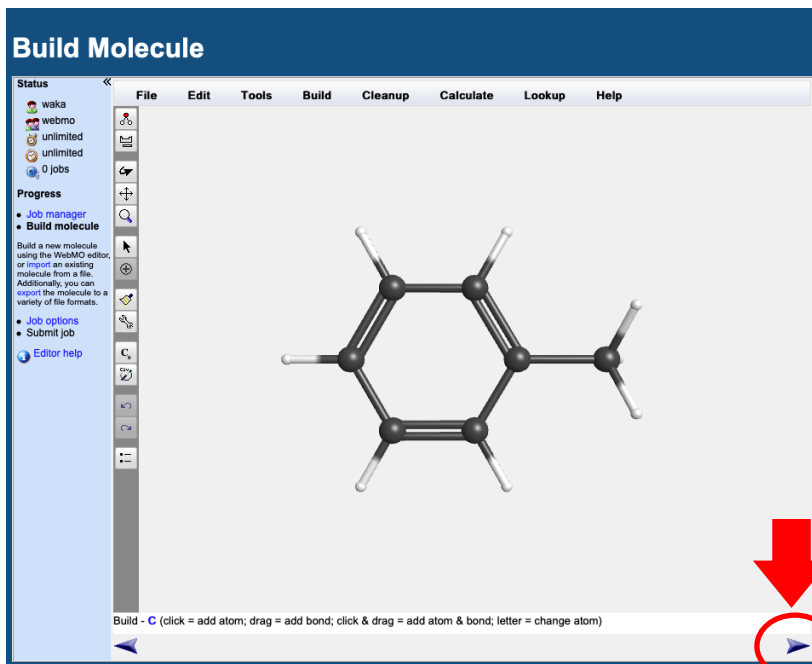 Build Molecule
Status
waka
webmo
unlimited
unlimited
0 jobs
Progress
Job manager
Build molecule
Build a new molecule
using the WebMO editor,
or import an existing
molecule from a file.
Additionally, you can
export the molecule to a
variety of file formats.
Job options
Submit job
Editor help
File Edit Tools Build Cleanup Calculate Lookup Help
Build - C (click = add atom; drag = add bond; click & drag = add atom & bond; letter = change atom)